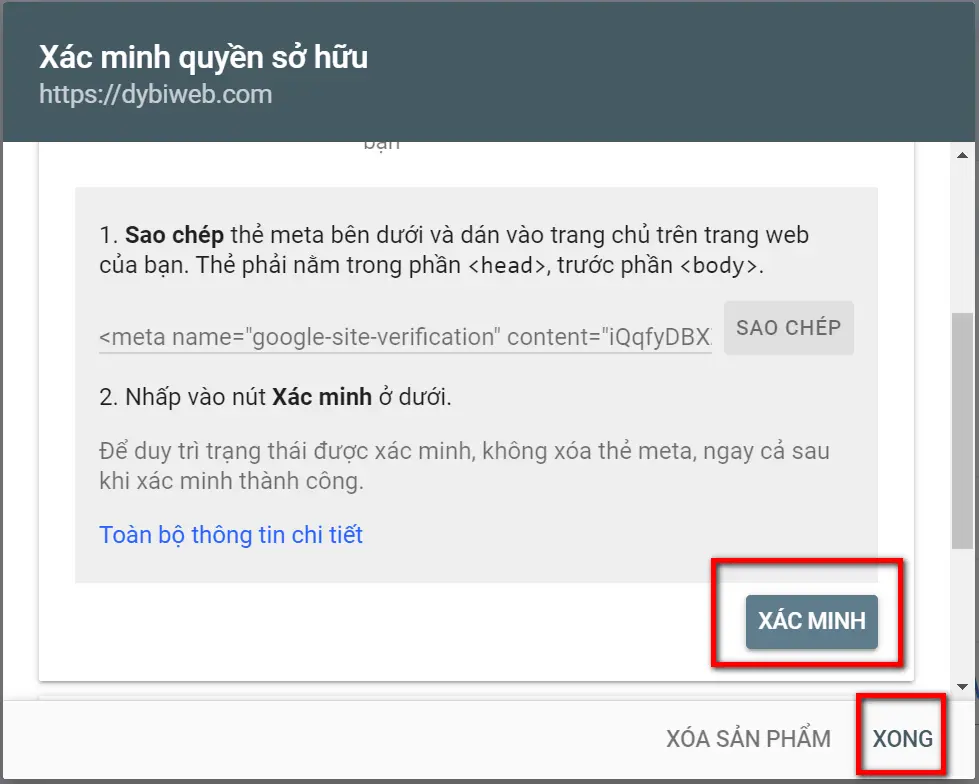 Xác minh quyền sở hữu
https://dybiweb.com
bạn
1. Sao chép thẻ meta bên dưới và dán vào trang chủ trên trang web
của bạn. Thẻ phải nằm trong phần <head>, trước phần <body>.
<meta name="google-site-verification" content="iQqfyDBX
SAO CHÉP
2. Nhấp vào nút Xác minh ở dưới.
Để duy trì trạng thái được xác minh, không xóa thẻ meta, ngay cả sau
khi xác minh thành công.
Toàn bộ thông tin chi tiết
XÁC MINH
XÓA SẢN PHẨM XONG